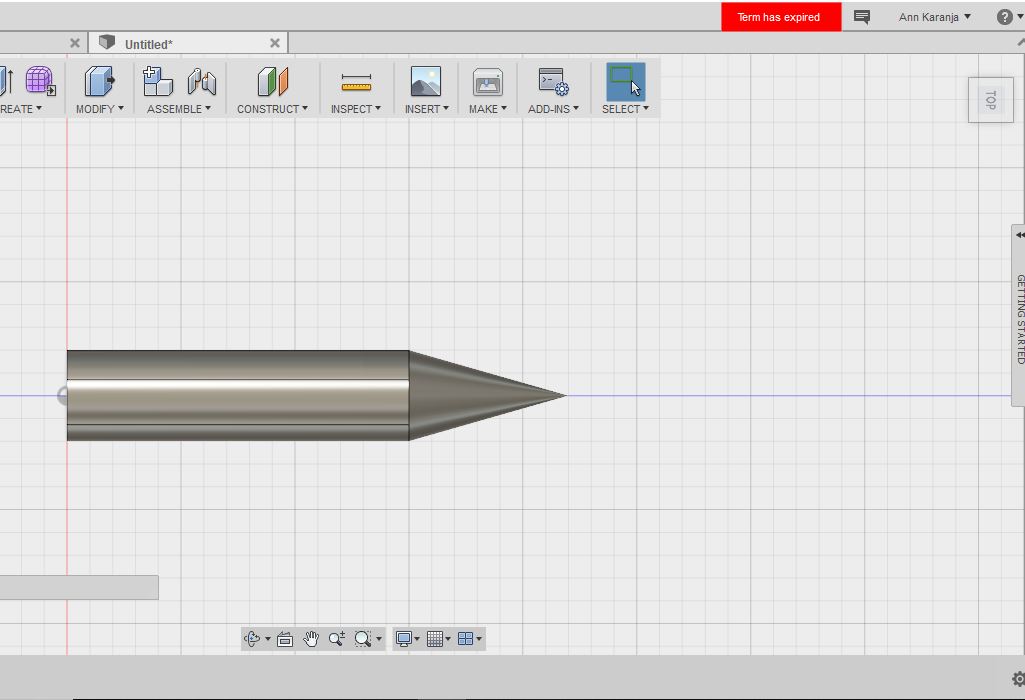 Term has expired
Ann Karanja
?
Untitled*
REATE
MODIFY
ASSEMBLE
CONSTRUCT
INSPECT
INSERT
MAKE
ADD-INS
SELECT
TOP
GETTING STARTED